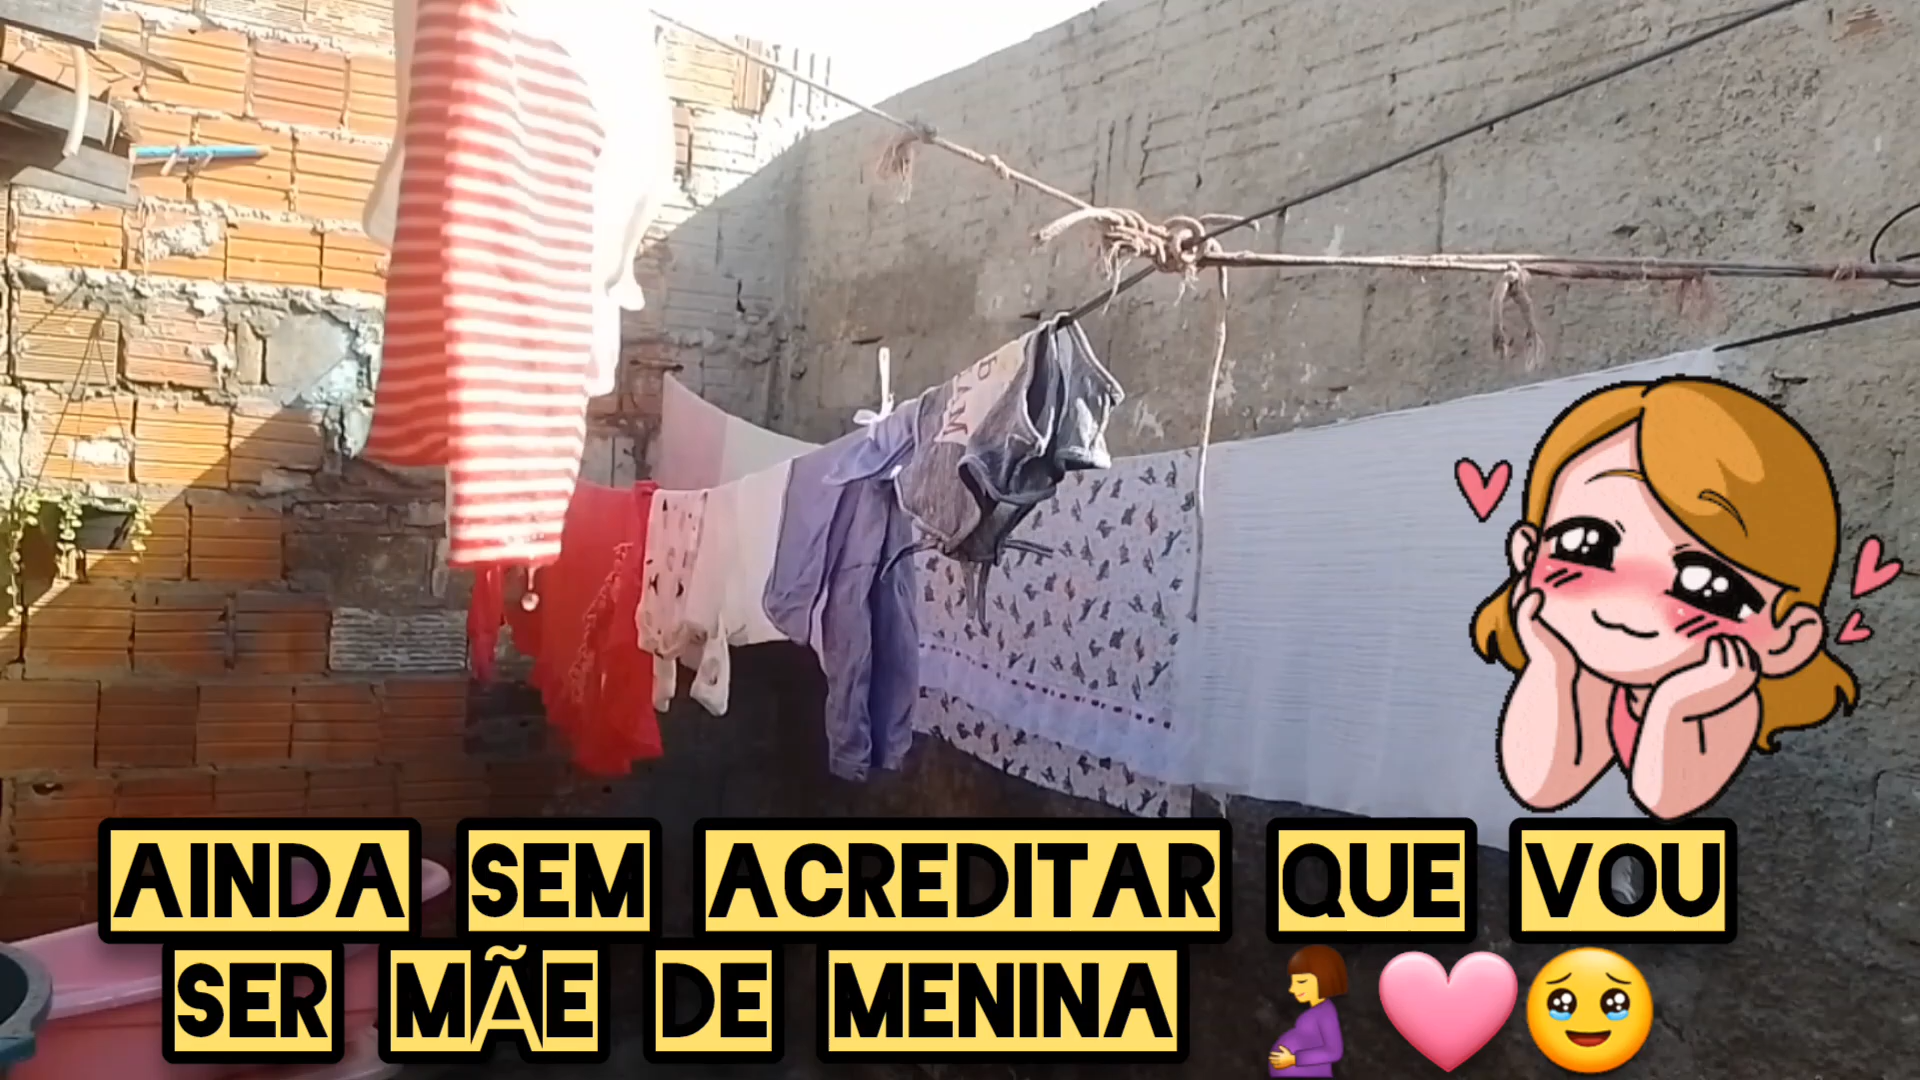 AINDA SEM ACREDITAR QUE VOU
SER MÃE DE MENINA 🤰🩷🥹